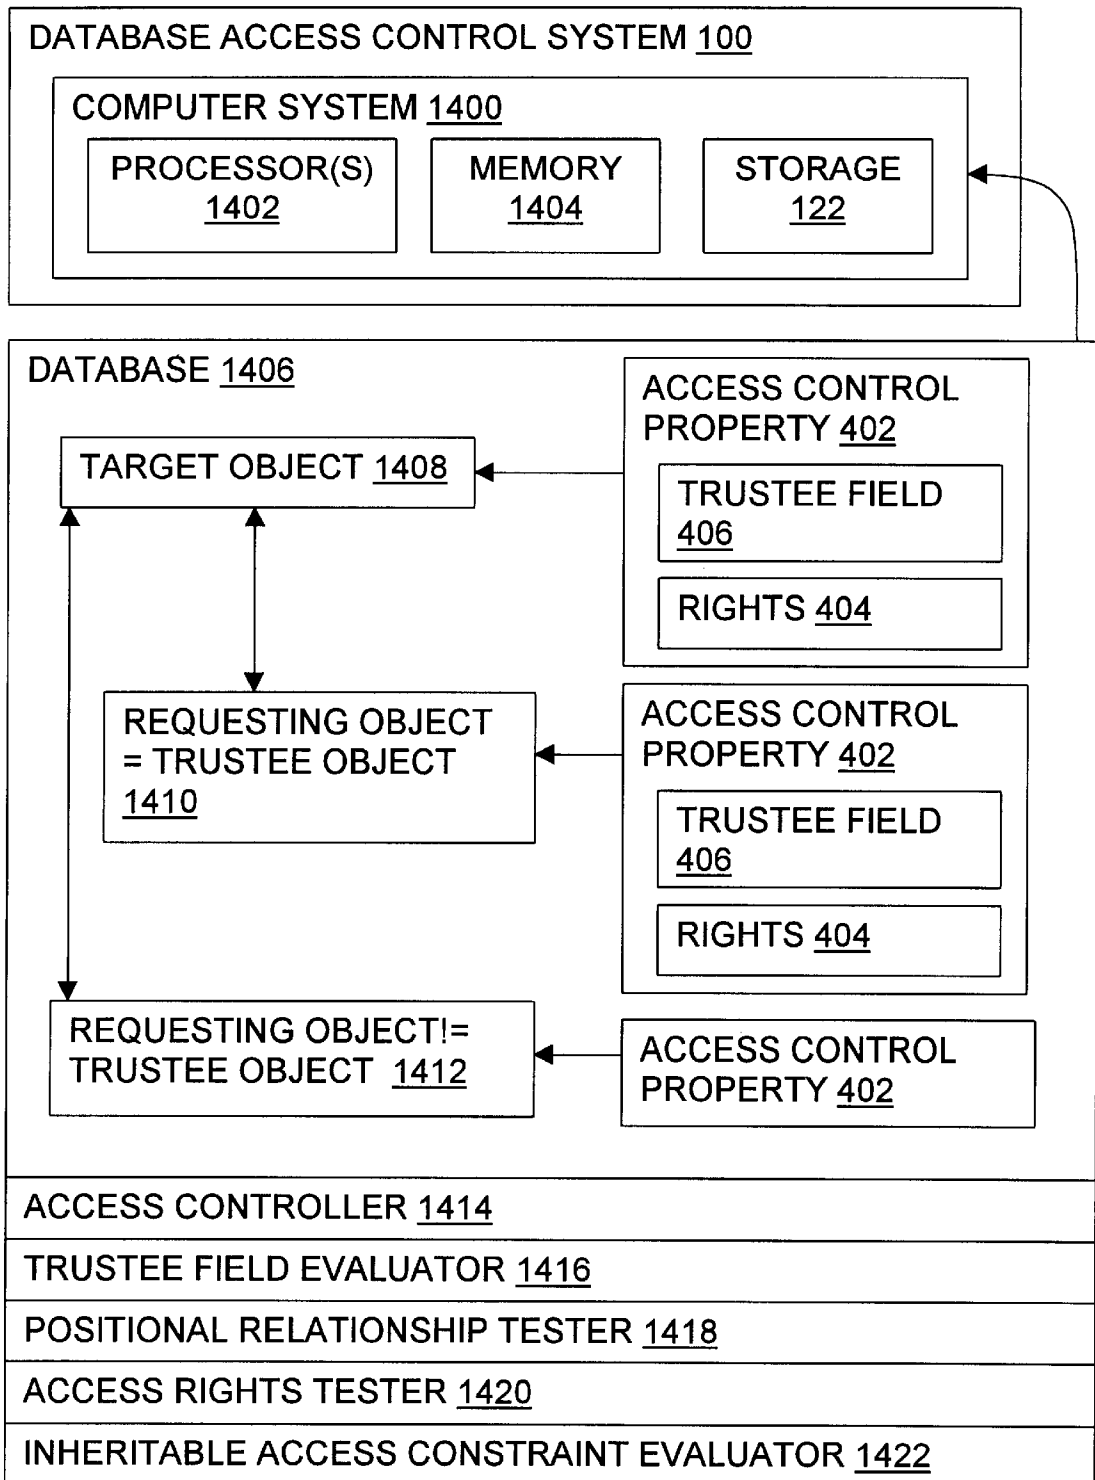 DATABASE ACCESS CONTROL SYSTEM 100
COMPUTER SYSTEM 1400
PROCESSOR(S)
1402
MEMORY
1404
STORAGE
122
DATABASE 1406
TARGET OBJECT 1408
ACCESS CONTROL
PROPERTY 402
TRUSTEE FIELD
406
RIGHTS 404
REQUESTING OBJECT
= TRUSTEE OBJECT
1410
ACCESS CONTROL
PROPERTY 402
TRUSTEE FIELD
406
RIGHTS 404
REQUESTING OBJECT!=
TRUSTEE OBJECT 1412
ACCESS CONTROL
PROPERTY 402
ACCESS CONTROLLER 1414
TRUSTEE FIELD EVALUATOR 1416
POSITIONAL RELATIONSHIP TESTER 1418
ACCESS RIGHTS TESTER 1420
INHERITABLE ACCESS CONSTRAINT EVALUATOR 1422